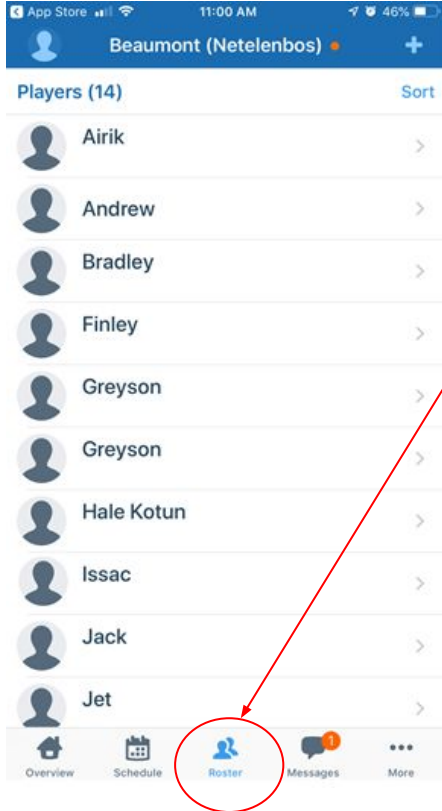 App Store 11:00 AM 46%
Beaumont (Netelenbos)
Players (14) Sort
Airik
Andrew
Bradley
Finley
Greyson
Greyson
Hale Kotun
Issac
Jack
Jet
1
Overview Schedule Roster Messages More